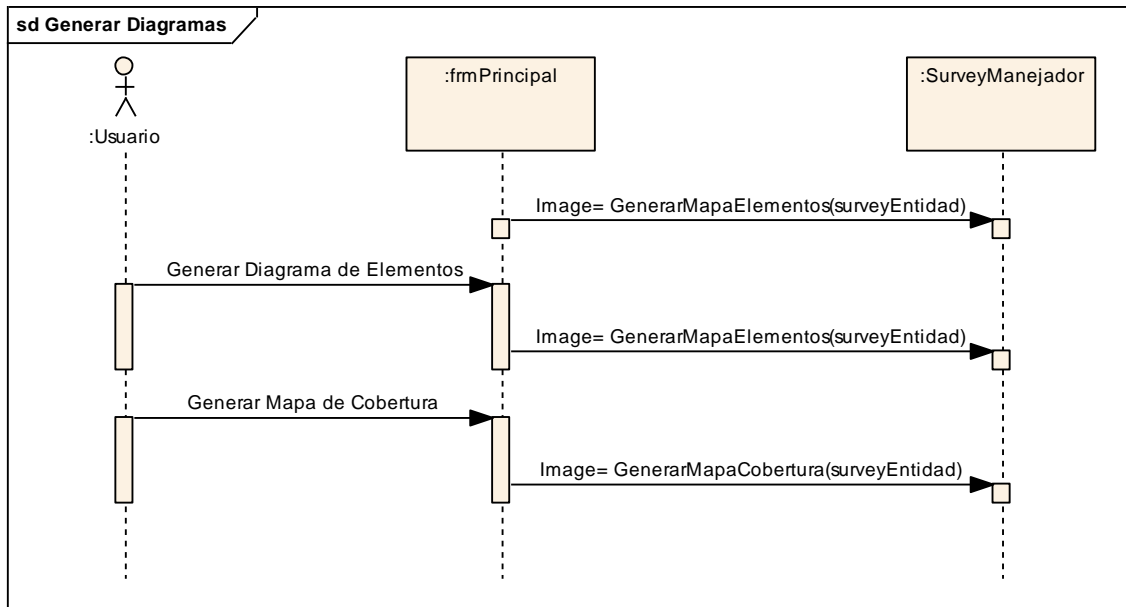 sd Generar Diagramas
:Usuario
:frmPrincipal
:SurveyManejador
Image= GenerarMapaElementos(surveyEntidad)
Generar Diagrama de Elementos
Image= GenerarMapaElementos(surveyEntidad)
Generar Mapa de Cobertura
Image= GenerarMapaCobertura(surveyEntidad)